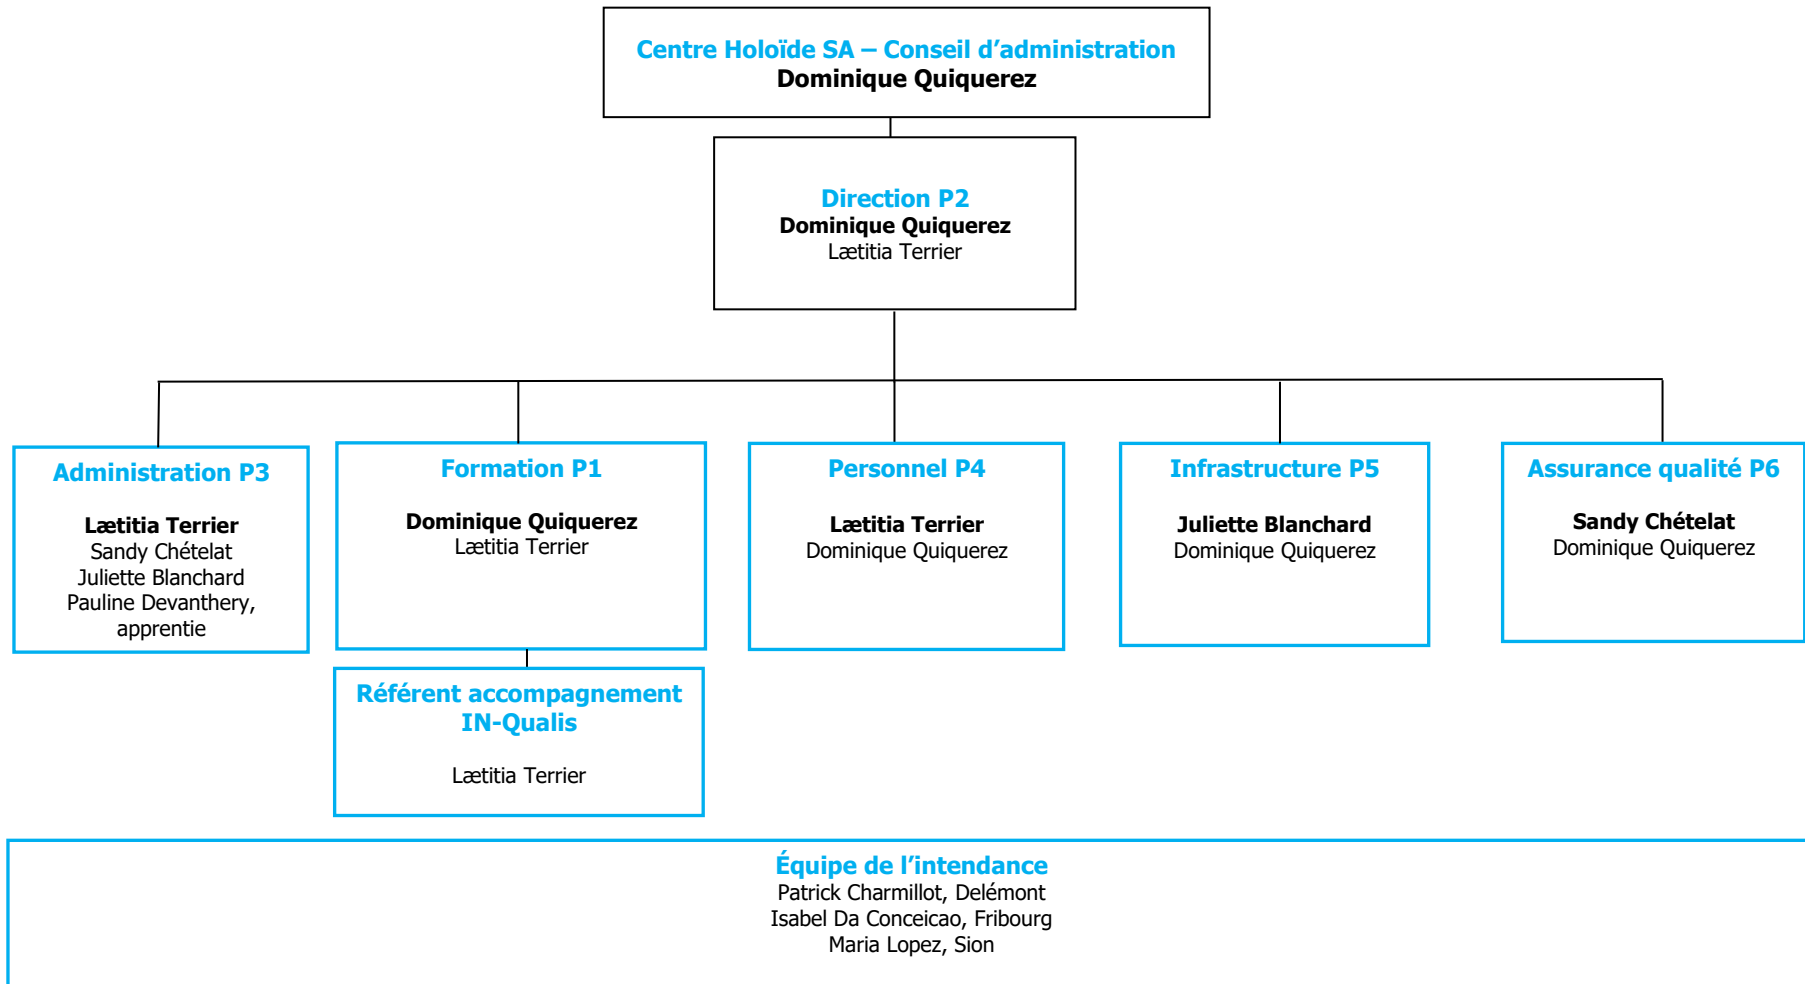 Centre Holoïde SA – Conseil d’administration
Dominique Quiquerez
Direction P2
Dominique Quiquerez
Lætitia Terrier
Administration P3
Lætitia Terrier
Sandy Chételat
Juliette Blanchard
Pauline Devanthery,
apprentie
Formation P1
Dominique Quiquerez
Lætitia Terrier
Référent accompagnement
IN-Qualis
Lætitia Terrier
Personnel P4
Lætitia Terrier
Dominique Quiquerez
Infrastructure P5
Juliette Blanchard
Dominique Quiquerez
Assurance qualité P6
Sandy Chételat
Dominique Quiquerez
Équipe de l’intendance
Patrick Charmillot, Delémont
Isabel Da Conceicao, Fribourg
Maria Lopez, Sion